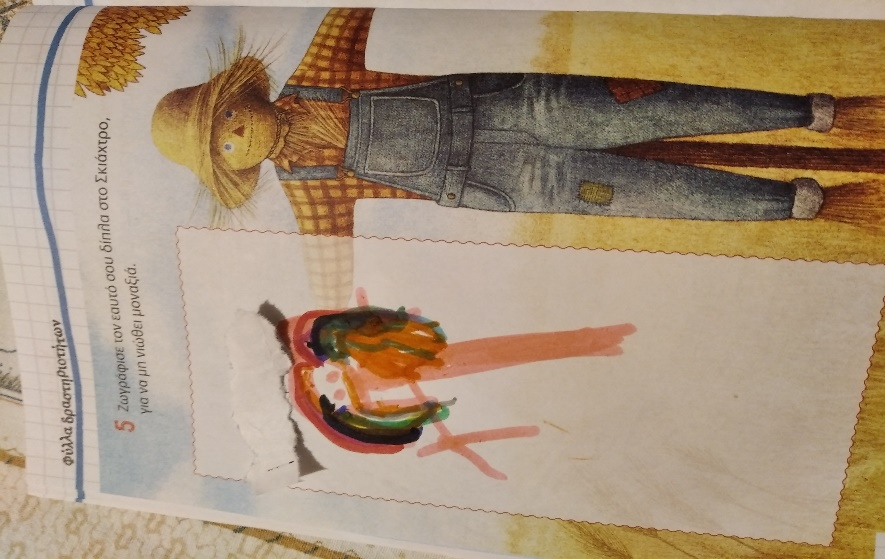 Φύλλα δραστηριοτήτων
5 Ζωγράφισε τον εαυτό σου δίπλα στο Σκιάχτρο,
για να μη νιώθει μοναξιά.